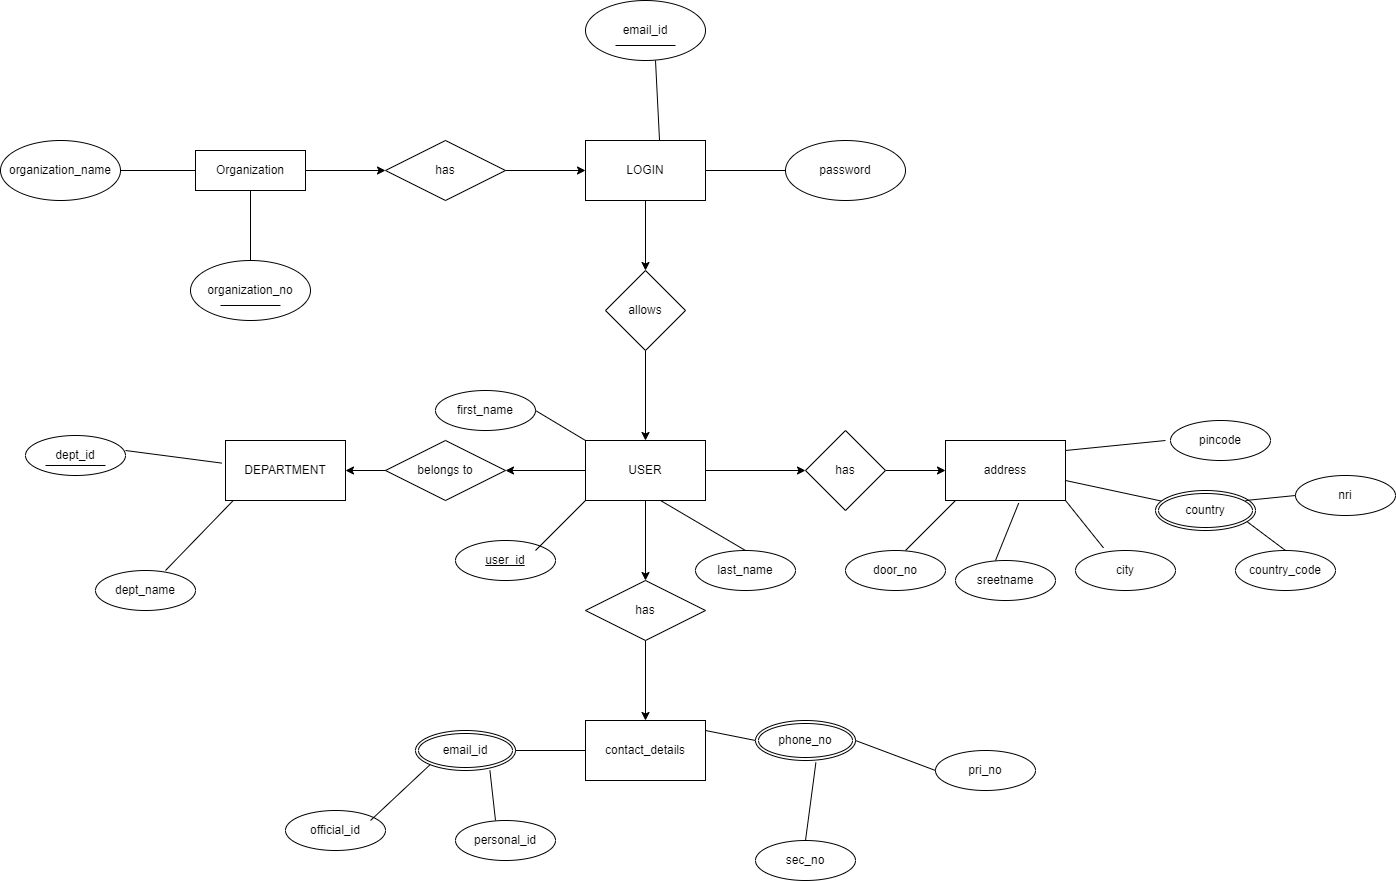 email_id
organization_name
Organization
has
LOGIN
password
organization_no
allows
first_name
dept_id
DEPARTMENT
belongs to
USER
has
address
pincode
country
nri
user_id
last_name
door_no
sreetname
city
country_code
dept_name
has
email_id
contact_details
phone_no
pri_no
official_id
personal_id
sec_no